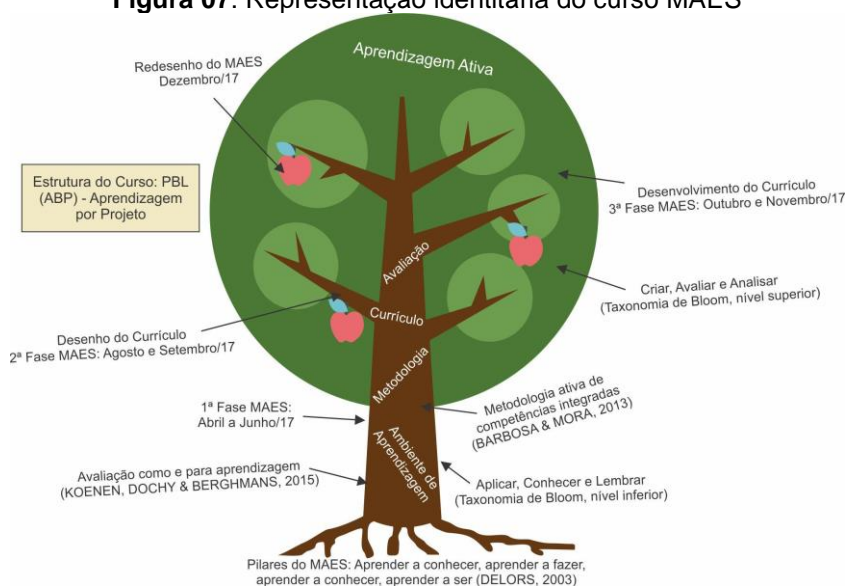 Figura 07: Representação identitária do curso MAES
Aprendizagem Ativa
Redesenho do MAES
Dezembro/17
Estrutura do Curso: PBL
(ABP) - Aprendizagem
por Projeto
Desenvolvimento do Currículo
3ª Fase MAES: Outubro e Novembro/17
Avaliação
Criar, Avaliar e Analisar
(Taxonomia de Bloom, nível superior)
Currículo
Desenho do Currículo
2ª Fase MAES: Agosto e Setembro/17
Metodologia
1ª Fase MAES:
Abril a Junho/17
Metodologia ativa de
competências integradas
(BARBOSA & MORA, 2013)
Ambiente de
Aprendizagem
Avaliação como e para aprendizagem
(KOENEN, DOCHY & BERGHMANS, 2015)
Aplicar, Conhecer e Lembrar
(Taxonomia de Bloom, nível inferior)
Pilares do MAES: Aprender a conhecer, aprender a fazer,
aprender a conhecer, aprender a ser (DELORS, 2003)